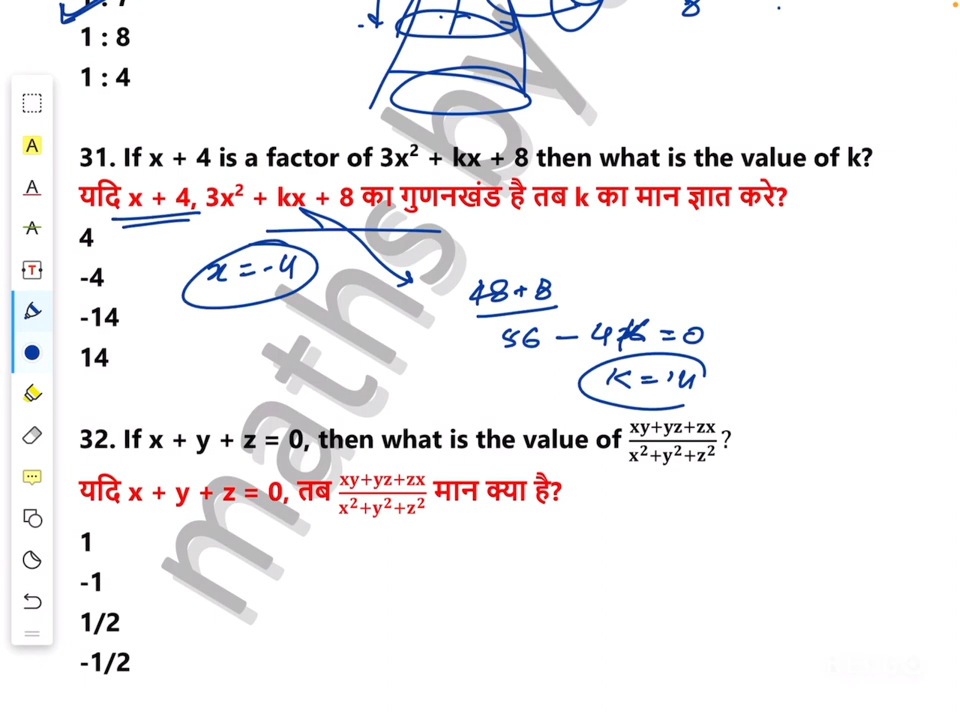 1 : 8
1 : 4
31. If x + 4 is a factor of 3x² + kx + 8 then what is the value of k?
यदि x + 4, 3x² + kx + 8 का गुणनखंड है तब k का मान ज्ञात करे?
4
-4
-14
14
x = -4
48 + 8
56 - 4k = 0
k = 14
32. If x + y + z = 0, then what is the value of (xy+yz+zx)/(x²+y²+z²)?
यदि x + y + z = 0, तब (xy+yz+zx)/(x²+y²+z²) मान क्या है?
1
-1
1/2
-1/2
maths by